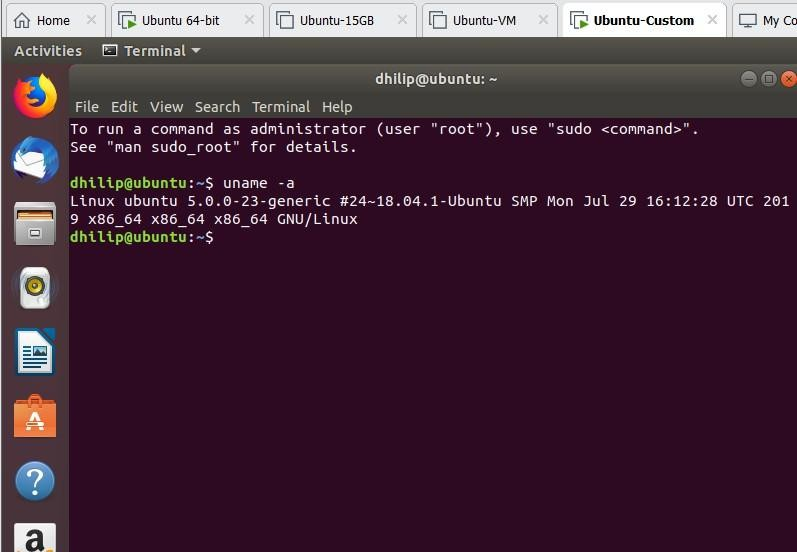 Home Ubuntu 64-bit Ubuntu-15GB Ubuntu-VM Ubuntu-Custom My Co
Activities Terminal
dhilip@ubuntu: ~
File Edit View Search Terminal Help
To run a command as administrator (user "root"), use "sudo <command>".
See "man sudo_root" for details.
dhilip@ubuntu:~$ uname -a
Linux ubuntu 5.0.0-23-generic #24~18.04.1-Ubuntu SMP Mon Jul 29 16:12:28 UTC 201
9 x86_64 x86_64 x86_64 GNU/Linux
dhilip@ubuntu:~$
?
a